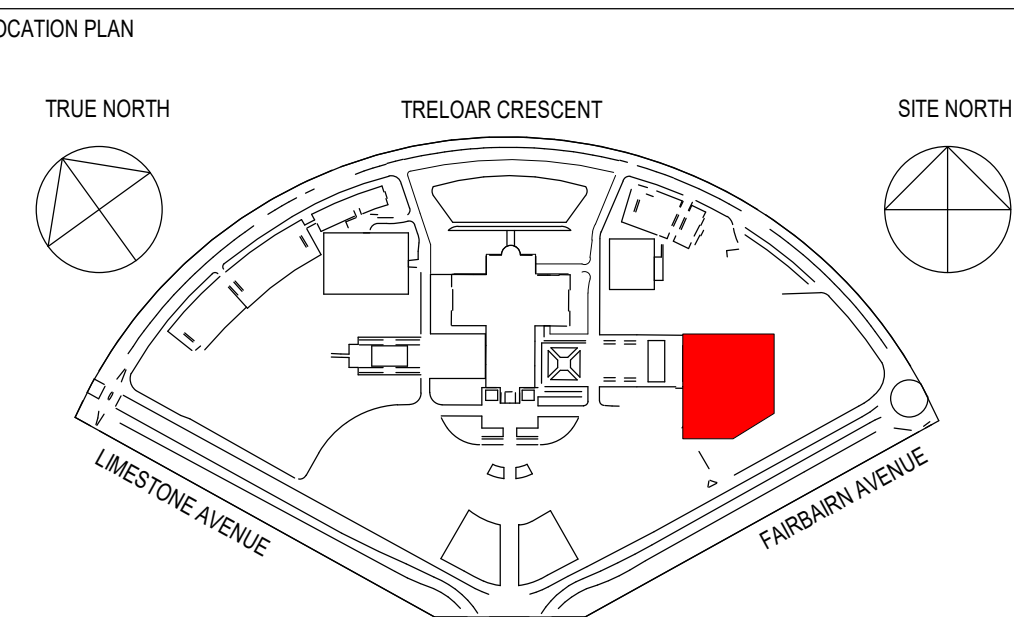 OCATION PLAN
TRUE NORTH
TRELOAR CRESCENT
SITE NORTH
LIMESTONE AVENUE
FAIRBAIRN AVENUE